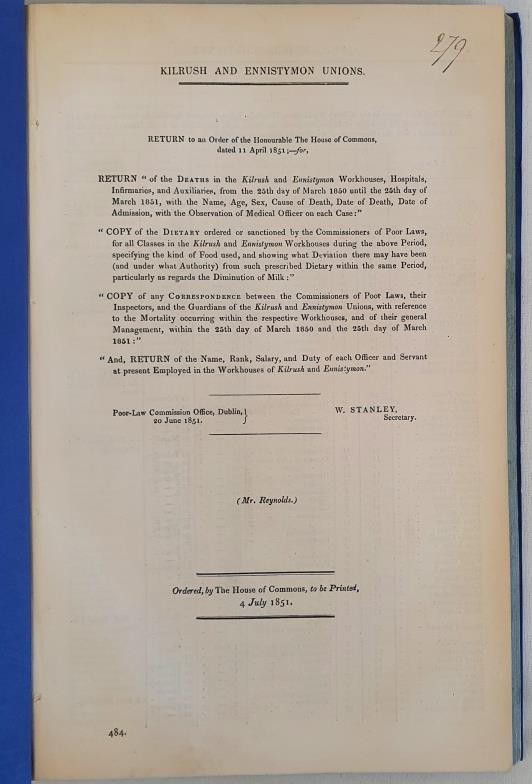 279
KILRUSH AND ENNISTYMON UNIONS.
RETURN to an Order of the Honourable The House of Commons,
dated 11 April 1851;—for,
RETURN "of the DEATHS in the Kilrush and Ennistymon Workhouses, Hospitals,
Infirmaries, and Auxiliaries, from the 25th day of March 1850 until the 25th day of
March 1851, with the Name, Age, Sex, Cause of Death, Date of Death, Date of
Admission, with the Observation of Medical Officer on each Case:"
"COPY of the DIETARY ordered or sanctioned by the Commissioners of Poor Laws,
for all Classes in the Kilrush and Ennistymon Workhouses during the above Period,
specifying the kind of Food used, and showing what Deviation there may have been
(and under what Authority) from such prescribed Dietary within the same Period,
particularly as regards the Diminution of Milk:"
"COPY of any CORRESPONDENCE between the Commissioners of Poor Laws, their
Inspectors, and the Guardians of the Kilrush and Ennistymon Unions, with reference
to the Mortality occurring within the respective Workhouses, and of their general
Management, within the 25th day of March 1850 and the 25th day of March
1851:"
"And, RETURN of the Name, Rank, Salary, and Duty of each Officer and Servant
at present Employed in the Workhouses of Kilrush and Ennistymon."
Poor-Law Commission Office, Dublin,}
20 June 1851.
W. STANLEY,
Secretary.
(Mr. Reynolds.)
Ordered, by The House of Commons, to be Printed,
4 July 1851.
484.